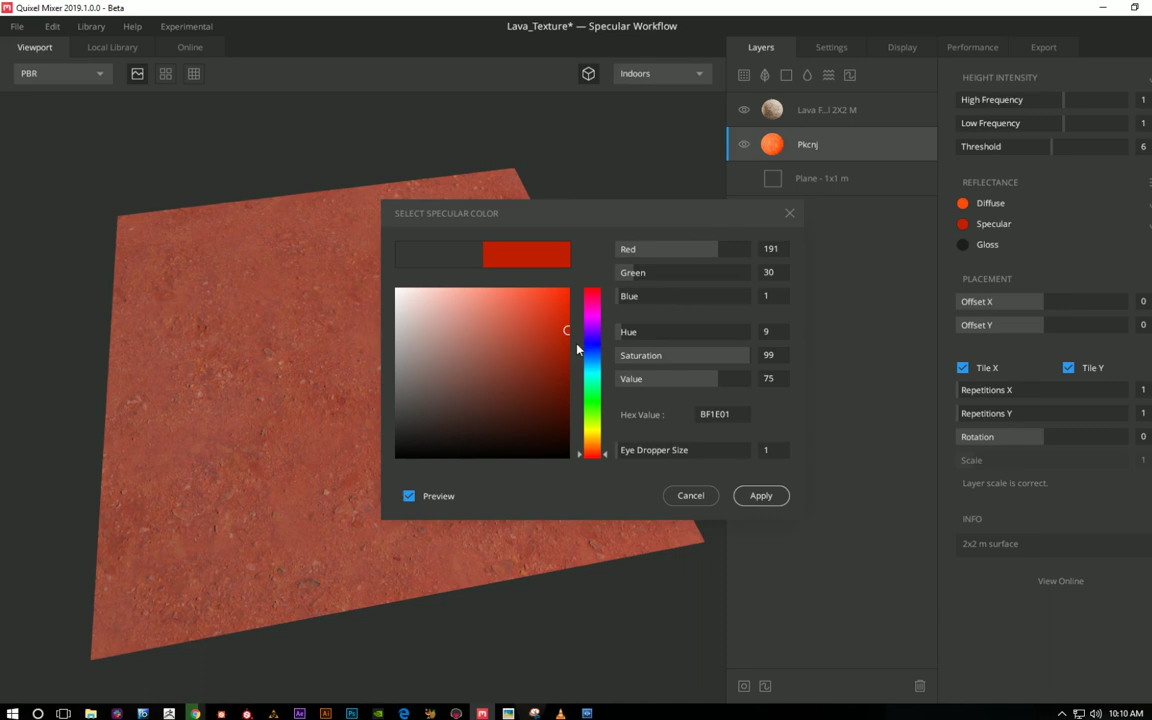 Quixel Mixer 2019.1.0.0 - Beta
File Edit Library Help Experimental
Lava_Texture* — Specular Workflow
Viewport Local Library Online
Layers Settings Display Performance Export
PBR
Indoors
HEIGHT INTENSITY
High Frequency 1
Low Frequency 1
Threshold 6
Lava F...l 2X2 M
Pkcnj
Plane - 1x1 m
REFLECTANCE
Diffuse
Specular
Gloss
PLACEMENT
Offset X 0
Offset Y 0
Tile X Tile Y
Repetitions X 1
Repetitions Y 1
Rotation 0
Scale 1
Layer scale is correct.
INFO
2x2 m surface
View Online
SELECT SPECULAR COLOR
Red 191
Green 30
Blue 1
Hue 9
Saturation 99
Value 75
Hex Value : BF1E01
Eye Dropper Size 1
Preview
Cancel Apply
Ae Ai Ps
10:10 AM